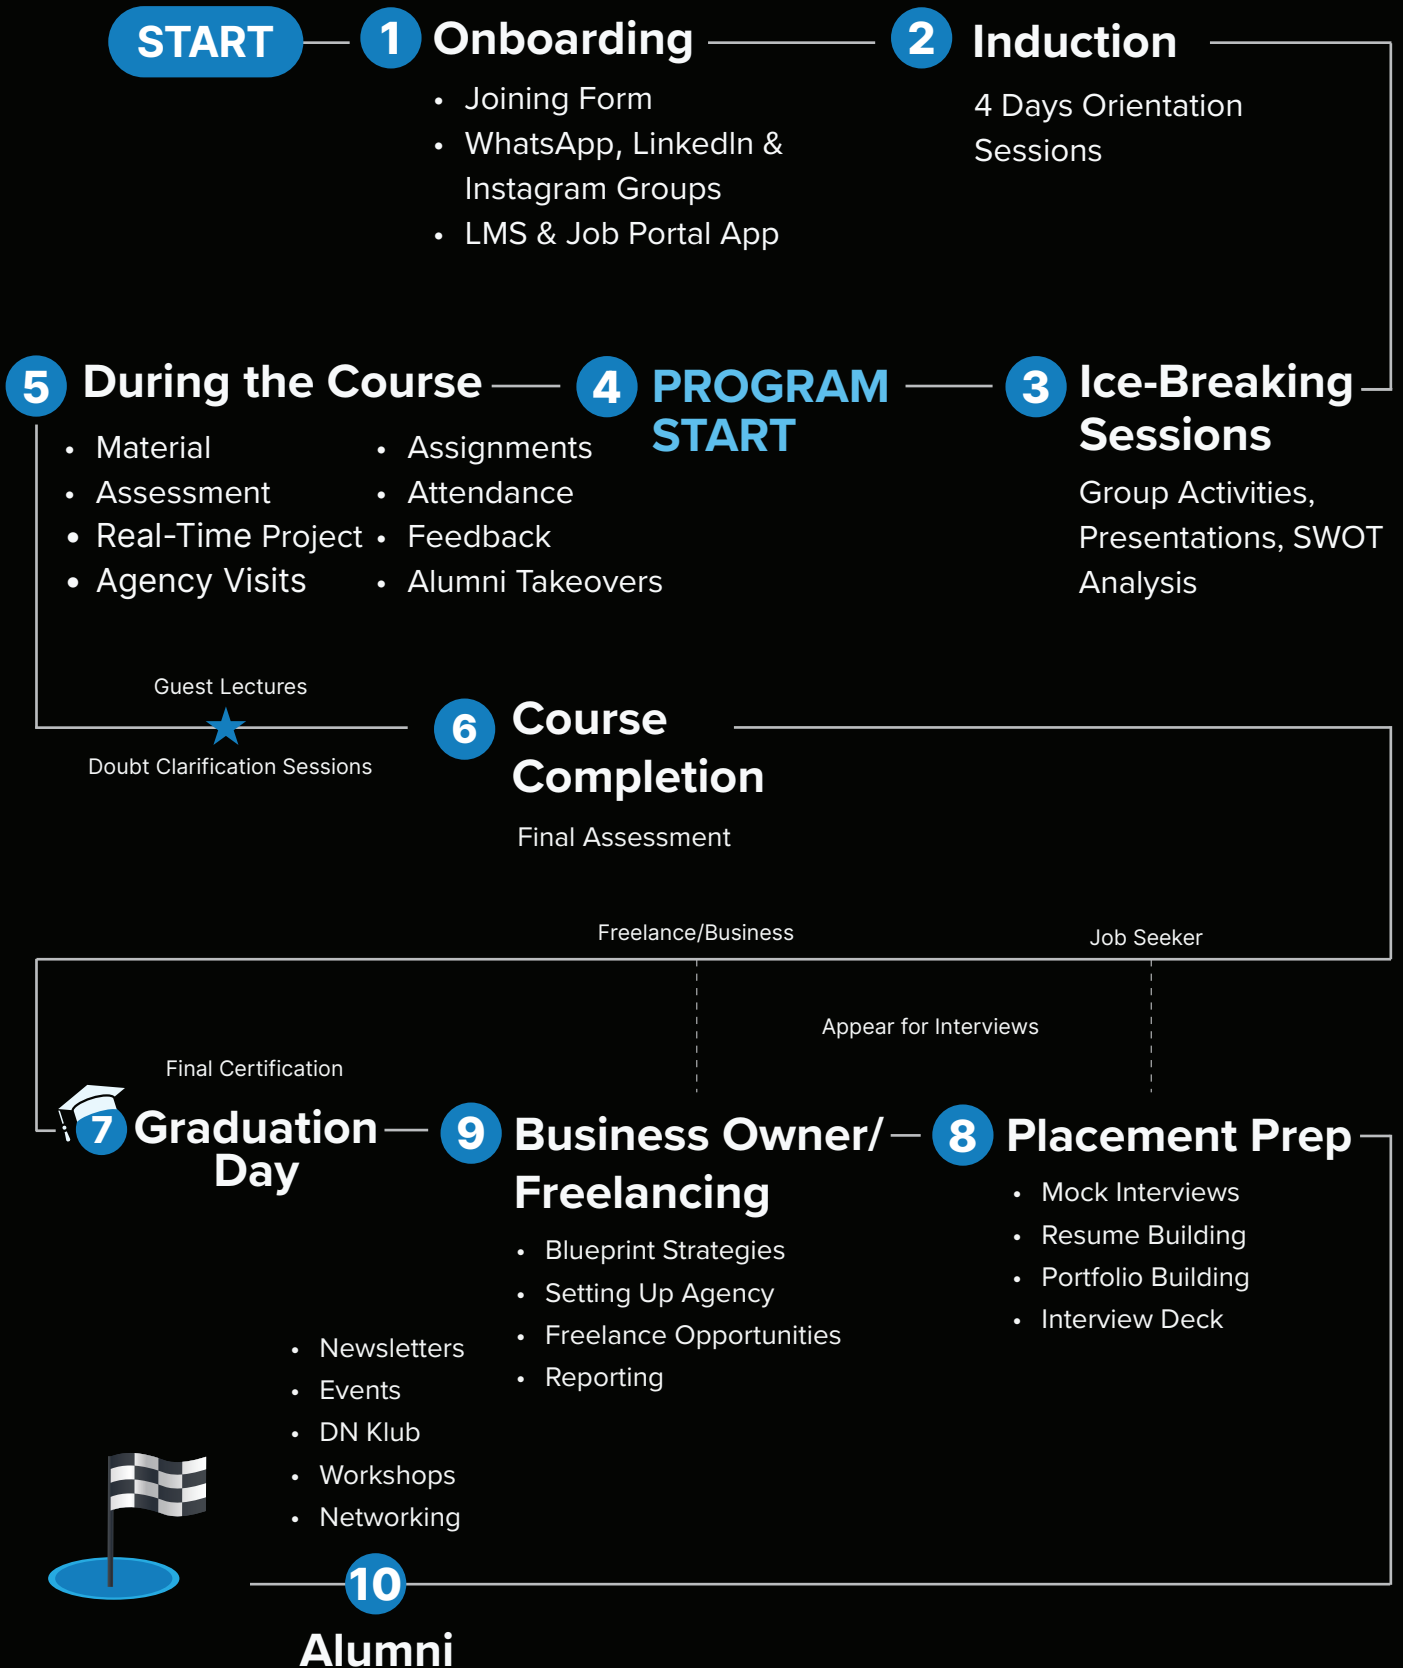 START
1 Onboarding
• Joining Form
• WhatsApp, LinkedIn &
Instagram Groups
• LMS & Job Portal App
2 Induction
4 Days Orientation
Sessions
3 Ice-Breaking
Sessions
Group Activities,
Presentations, SWOT
Analysis
4 PROGRAM
START
5 During the Course
• Material
• Assessment
• Real-Time Project
• Agency Visits
• Assignments
• Attendance
• Feedback
• Alumni Takeovers
Guest Lectures
Doubt Clarification Sessions
6 Course
Completion
Final Assessment
Freelance/Business
Job Seeker
Appear for Interviews
Final Certification
7 Graduation
Day
9 Business Owner/
Freelancing
• Blueprint Strategies
• Setting Up Agency
• Freelance Opportunities
• Reporting
8 Placement Prep
• Mock Interviews
• Resume Building
• Portfolio Building
• Interview Deck
• Newsletters
• Events
• DN Klub
• Workshops
• Networking
10
Alumni